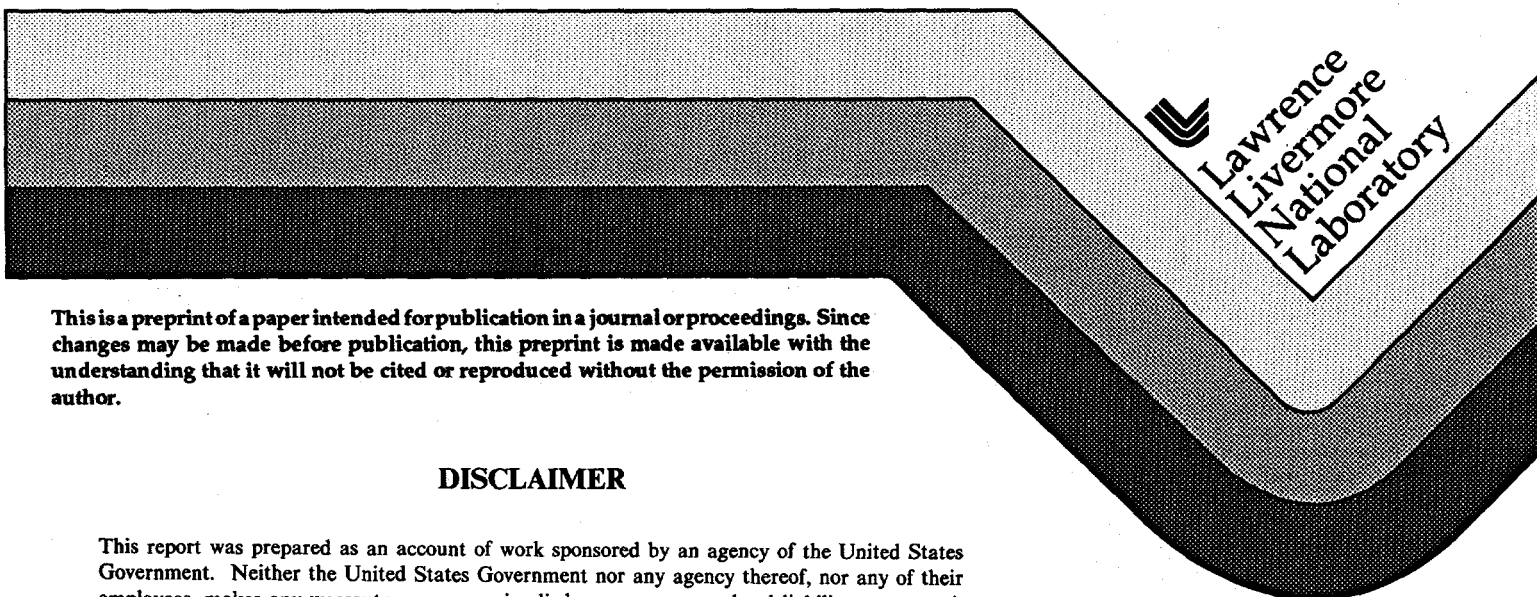 Lawrence
Livermore
National
Laboratory
This is a preprint of a paper intended for publication in a journal or proceedings. Since
changes may be made before publication, this preprint is made available with the
understanding that it will not be cited or reproduced without the permission of the
author.
DISCLAIMER
This report was prepared as an account of work sponsored by an agency of the United States
Government. Neither the United States Government nor any agency thereof, nor any of their